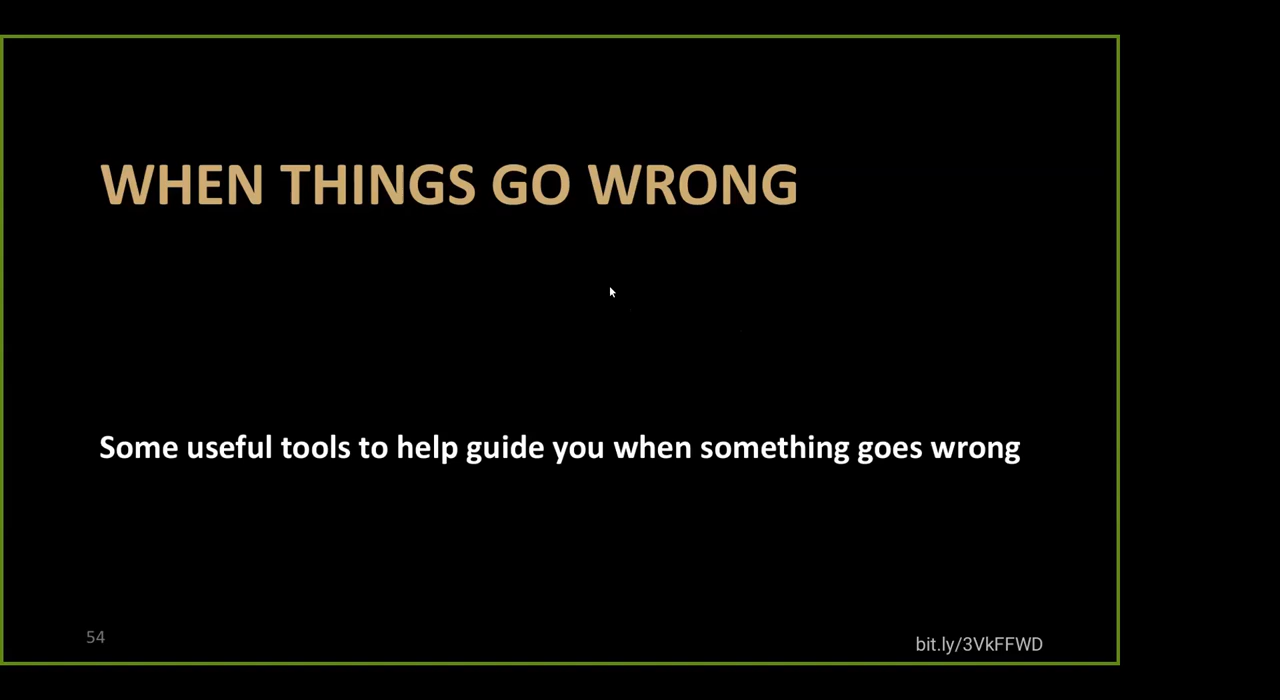 WHEN THINGS GO WRONG
Some useful tools to help guide you when something goes wrong
54
bit.ly/3VkFFWD